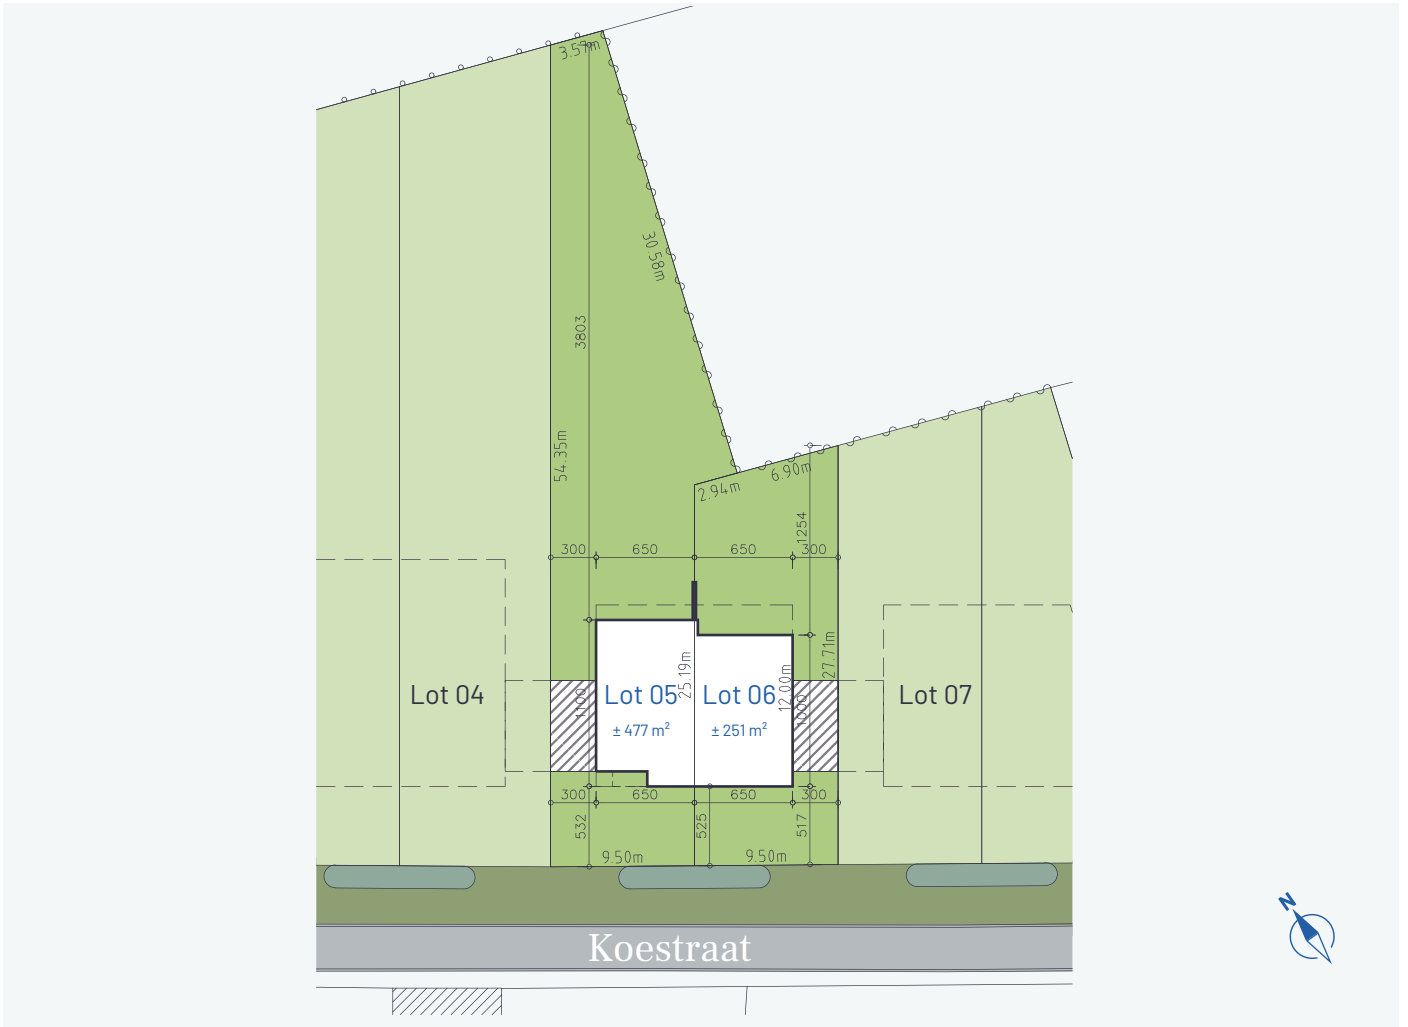 3.57m
30.58m
3803
54.35m
6.90m
2.94m
1254
300
650
650
300
25.19m
27.71m
12.00m
1100
1000
Lot 04
Lot 05
Lot 06
Lot 07
± 477 m²
± 251 m²
300
650
650
300
532
525
517
9.50m
9.50m
N
Koestraat